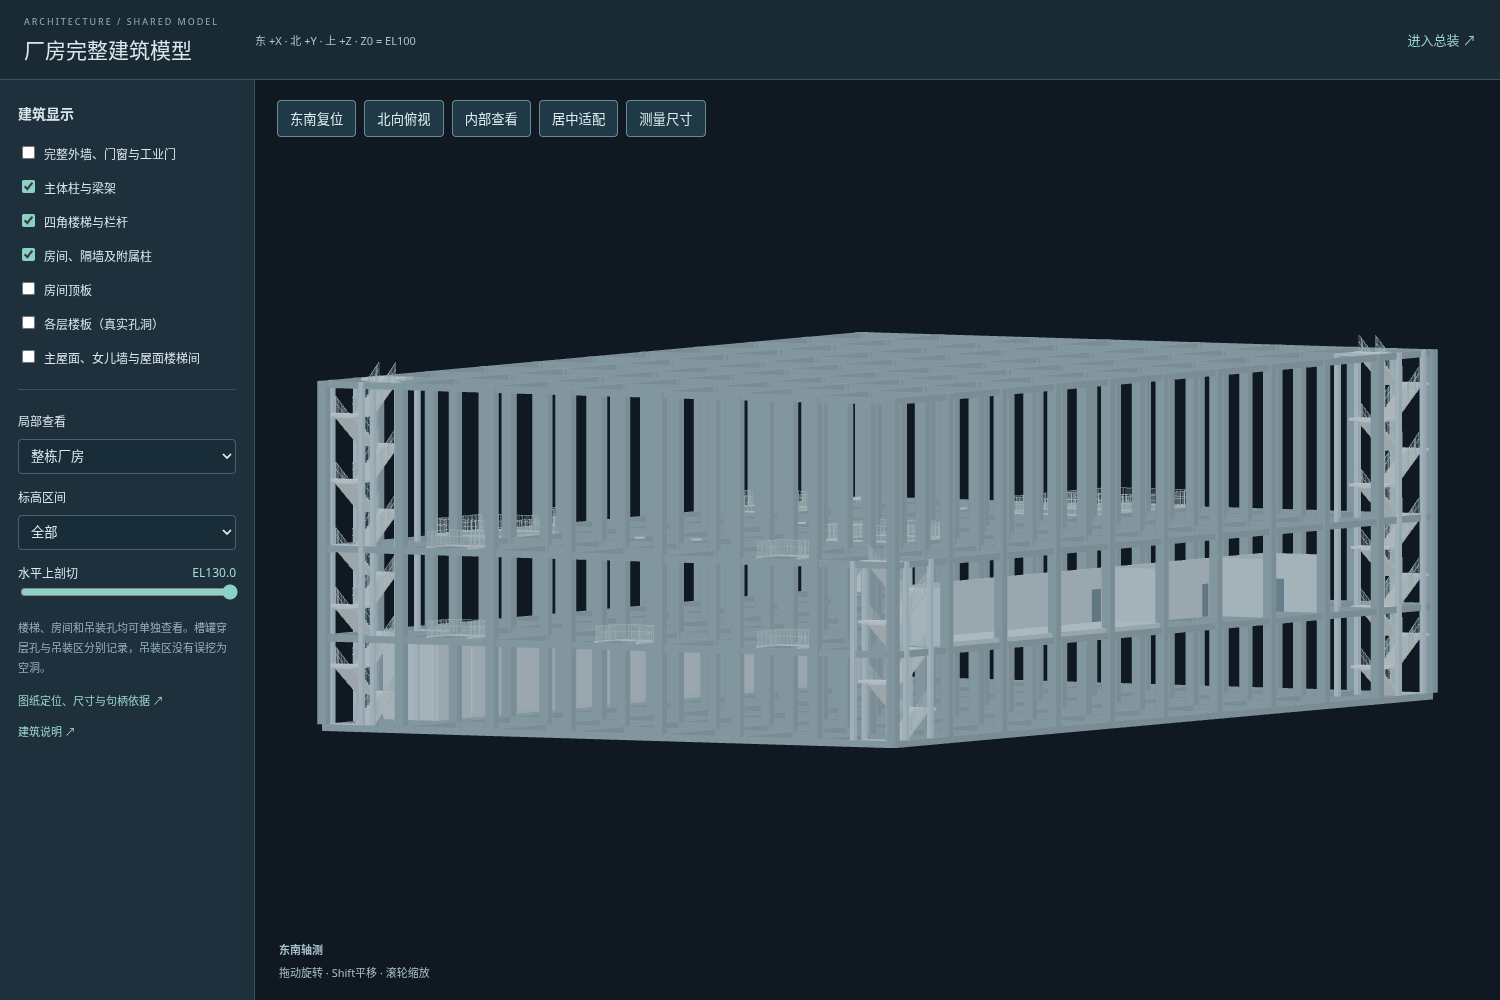 ARCHITECTURE / SHARED MODEL
厂房完整建筑模型
东 +X · 北 +Y · 上 +Z · Z0 = EL100
进入总装 ↗
建筑显示
完整外墙、门窗与工业门
主体柱与梁架
四角楼梯与栏杆
房间、隔墙及附属柱
房间顶板
各层楼板（真实孔洞）
主屋面、女儿墙与屋面楼梯间
局部查看
整栋厂房
标高区间
全部
水平上剖切 EL130.0
楼梯、房间和吊装孔均可单独查看。槽罐穿
层孔与吊装区分别记录，吊装区没有误挖为
空洞。
图纸定位、尺寸与句柄依据 ↗
建筑说明 ↗
东南复位 北向俯视 内部查看 居中适配 测量尺寸
东南轴测
拖动旋转 · Shift平移 · 滚轮缩放